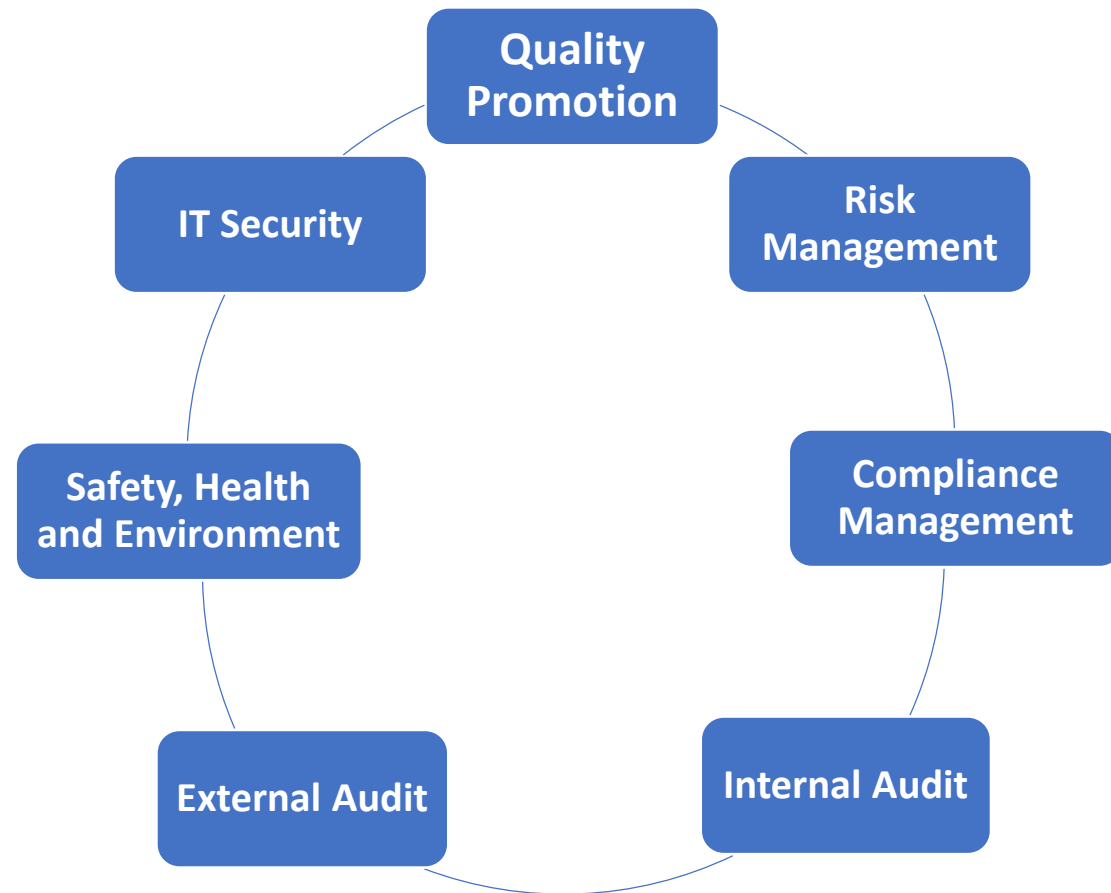 Quality
Promotion
Risk
Management
Compliance
Management
Internal Audit
External Audit
Safety, Health
and Environment
IT Security